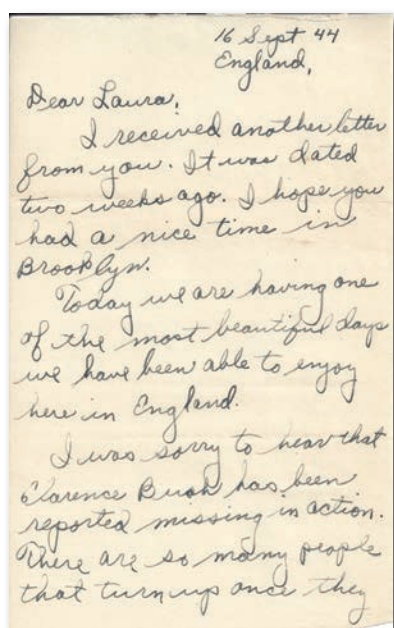 16 Sept 44
England,
Dear Laura,
I received another letter
from you. It was dated
two weeks ago. I hope you
had a nice time in
Brooklyn.
Today we are having one
of the most beautiful days
we have been able to enjoy
here in England.
I was sorry to hear that
Clarence Bush has been
reported missing in action.
There are so many people
that turn up once they